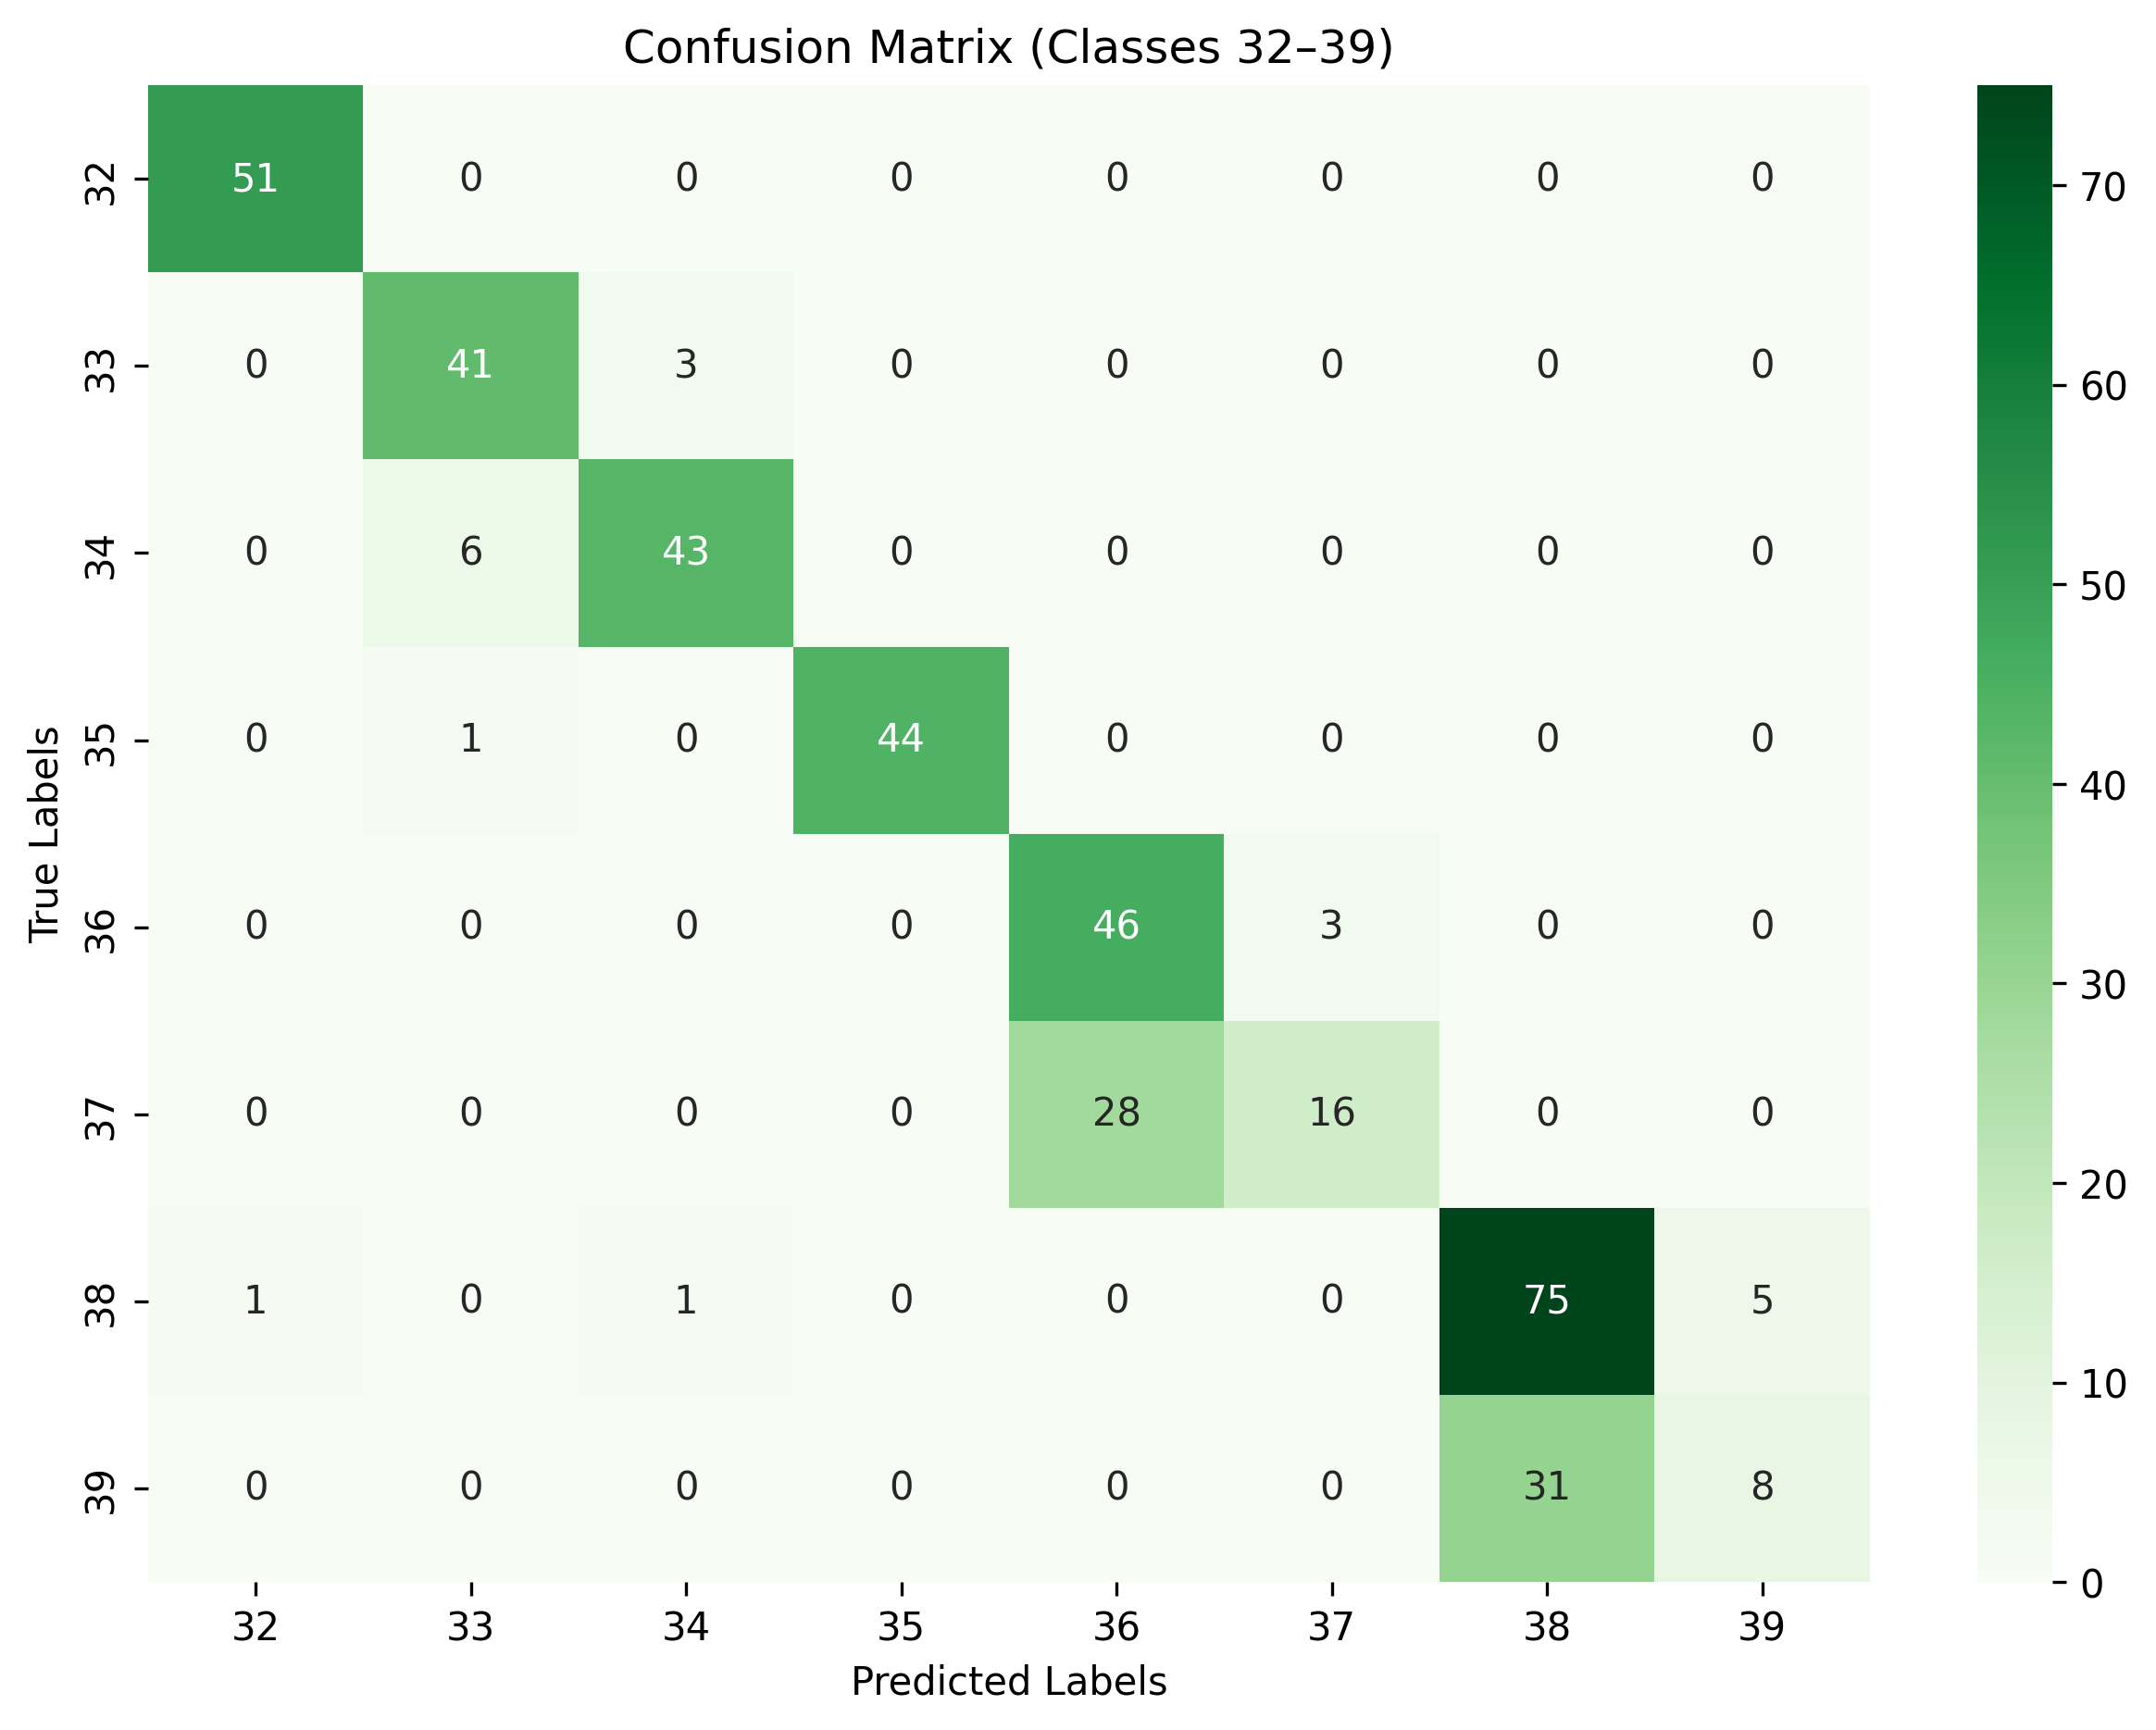 Confusion Matrix (Classes 32–39)
32 51 0 0 0 0 0 0 0
33 0 41 3 0 0 0 0 0
34 0 6 43 0 0 0 0 0
35 0 1 0 44 0 0 0 0
36 0 0 0 0 46 3 0 0
37 0 0 0 0 28 16 0 0
38 1 0 1 0 0 0 75 5
39 0 0 0 0 0 0 31 8
32 33 34 35 36 37 38 39
True Labels
Predicted Labels
70
60
50
40
30
20
10
0